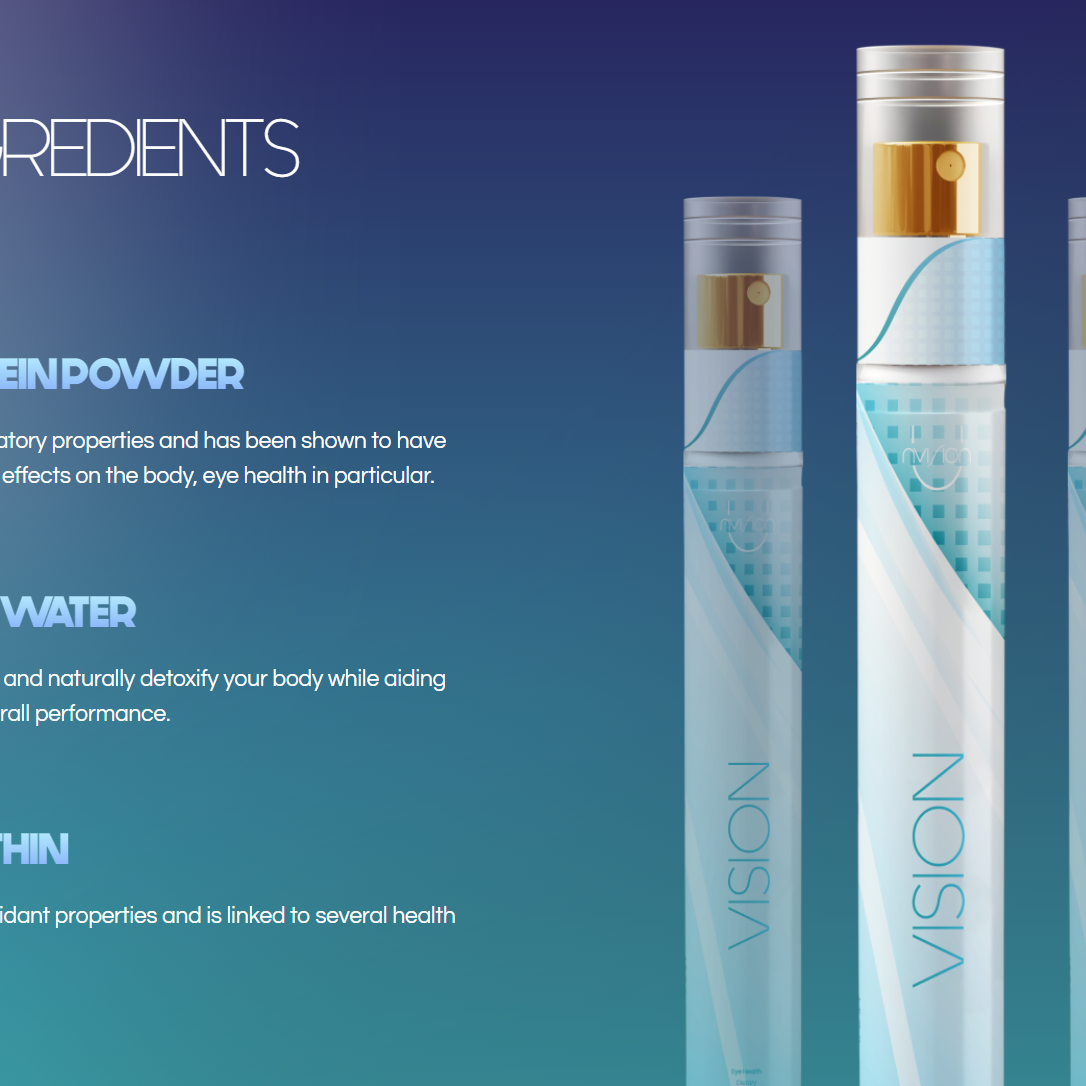 GREDIENTS
EIN POWDER
atory properties and has been shown to have
effects on the body, eye health in particular.
WATER
and naturally detoxify your body while aiding
rall performance.
THIN
idant properties and is linked to several health
VISION
VISION
Eye Health